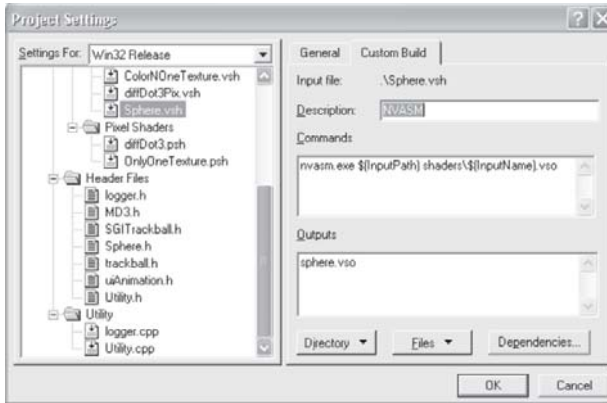 Project Settings
Settings For: Win32 Release
ColorNOneTexture.vsh
diffDot3Pix.vsh
Sphere.vsh
Pixel Shaders
diffDot3.psh
OnlyOneTexture.psh
Header Files
logger.h
MD3.h
SGITrackball.h
Sphere.h
trackball.h
uiAnimation.h
Utility.h
Utility
logger.cpp
Utility.cpp
General Custom Build
Input file: .\Sphere.vsh
Description: NVASM
Commands
nvasm.exe $(InputPath) shaders\$(InputName).vso
Outputs
sphere.vso
Directory Files Dependencies...
OK Cancel